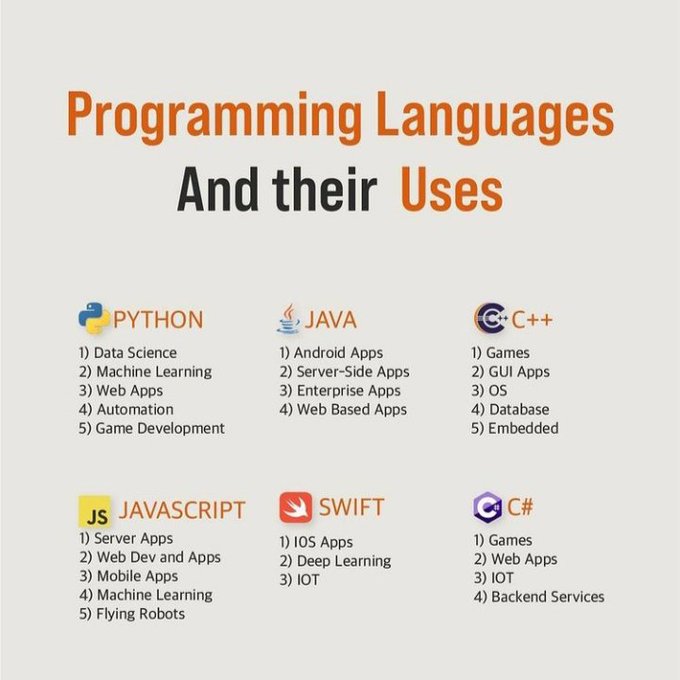 Programming Languages
And their Uses
PYTHON
1) Data Science
2) Machine Learning
3) Web Apps
4) Automation
5) Game Development
JAVA
1) Android Apps
2) Server-Side Apps
3) Enterprise Apps
4) Web Based Apps
C++
C++
1) Games
2) GUI Apps
3) OS
4) Database
5) Embedded
JS
JAVASCRIPT
1) Server Apps
2) Web Dev and Apps
3) Mobile Apps
4) Machine Learning
5) Flying Robots
SWIFT
1) IOS Apps
2) Deep Learning
3) IOT
C#
C#
1) Games
2) Web Apps
3) IOT
4) Backend Services